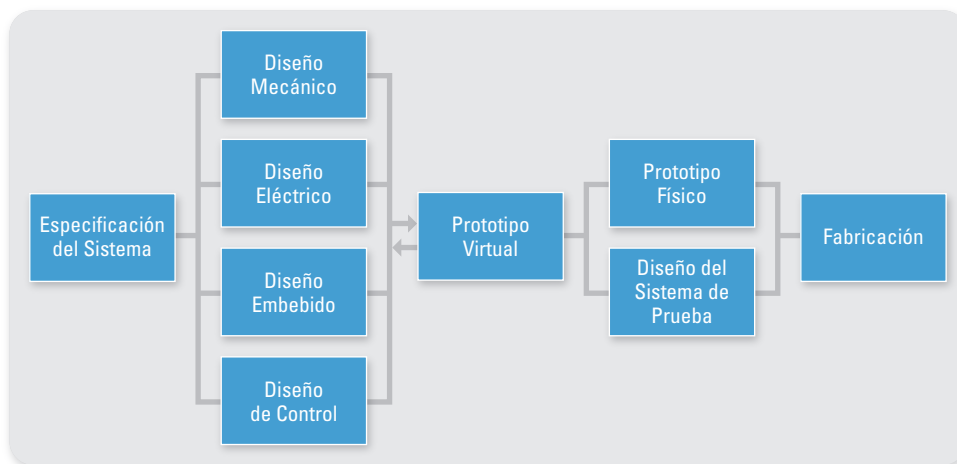 Especificación
del Sistema
Diseño
Mecánico
Diseño
Eléctrico
Diseño
Embebido
Diseño
de Control
Prototipo
Virtual
Prototipo
Físico
Diseño del
Sistema de
Prueba
Fabricación